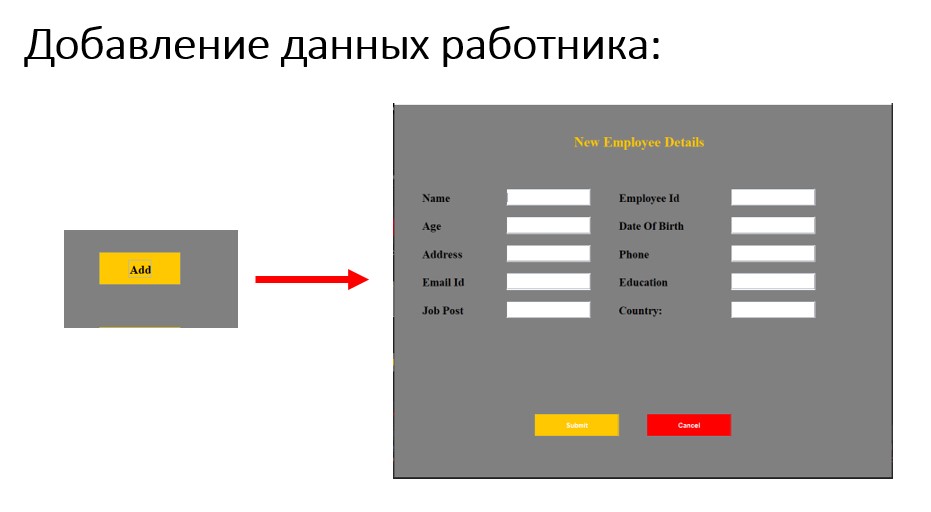 Добавление данных работника:
Add
New Employee Details
Name Employee Id
Age Date Of Birth
Address Phone
Email Id Education
Job Post Country:
Submit Cancel